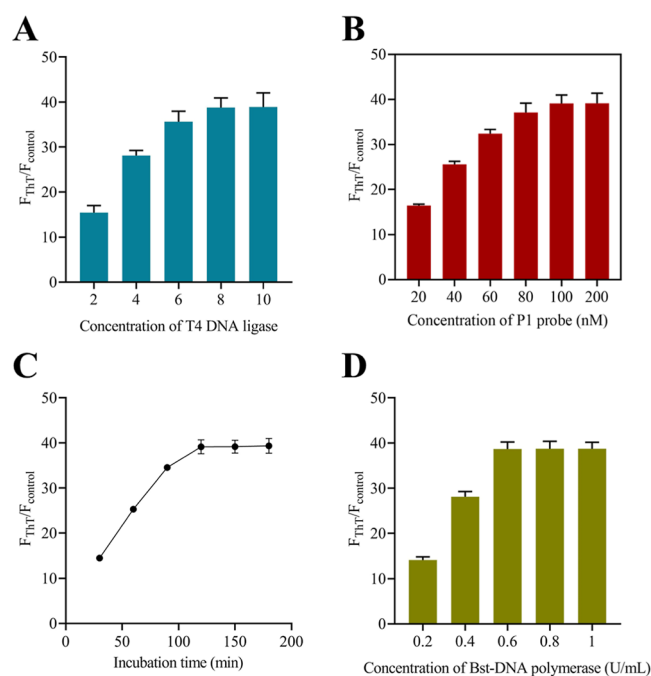 A
50
40
30
20
10
0
F_ThT/F_control
2 4 6 8 10
Concentration of T4 DNA ligase
B
50
40
30
20
10
0
F_ThT/F_control
20 40 60 80 100 200
Concentration of P1 probe (nM)
C
50
40
30
20
10
0
F_ThT/F_control
0 50 100 150 200
Incubation time (min)
D
50
40
30
20
10
0
F_ThT/F_control
0.2 0.4 0.6 0.8 1
Concentration of Bst-DNA polymerase (U/mL)